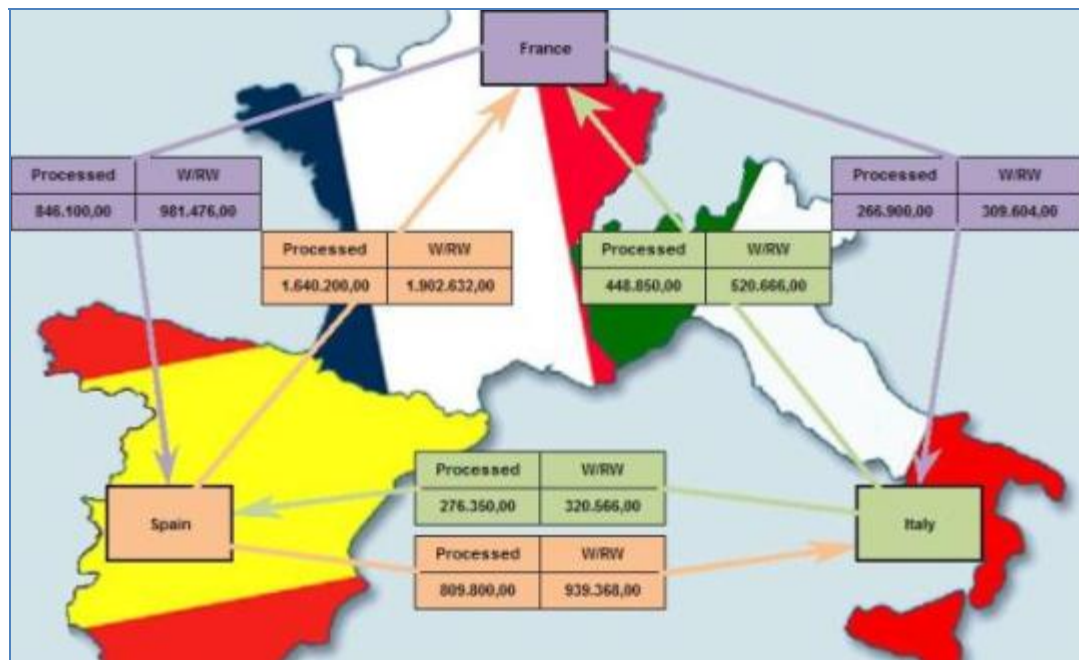 France
Processed W/RW
846.100,00 981.476,00
Processed W/RW
266.900,00 309.604,00
Processed W/RW
1.640.200,00 1.902.632,00
Processed W/RW
448.850,00 520.666,00
Processed W/RW
276.350,00 320.566,00
Spain
Italy
Processed W/RW
809.800,00 939.368,00